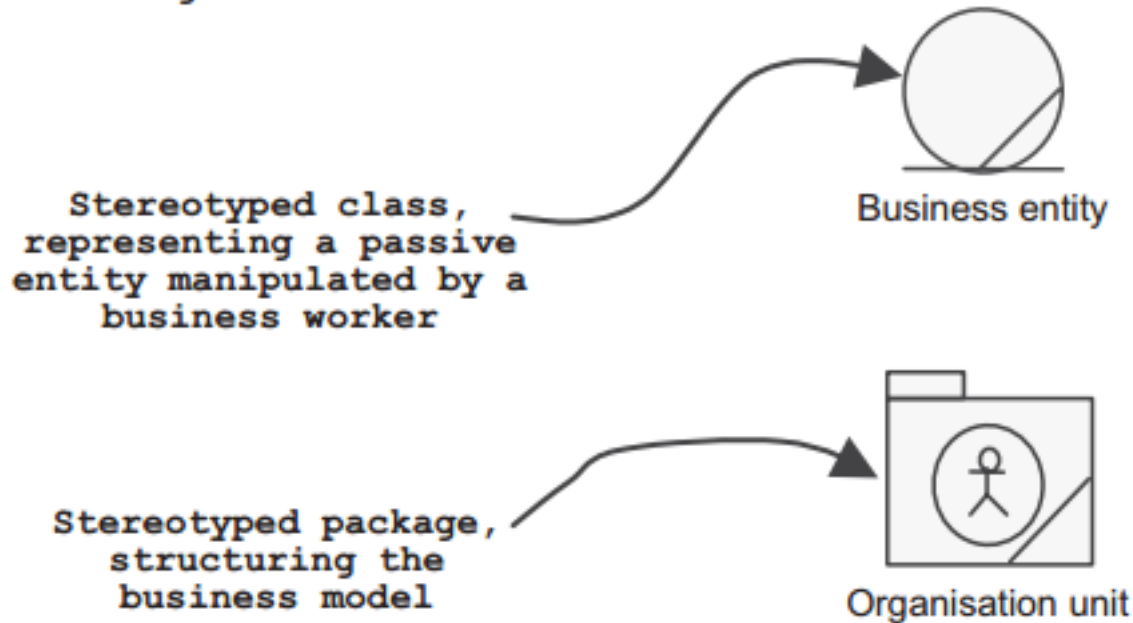 Stereotyped class,
representing a passive
entity manipulated by a
business worker
Business entity
Stereotyped package,
structuring the
business model
Organisation unit